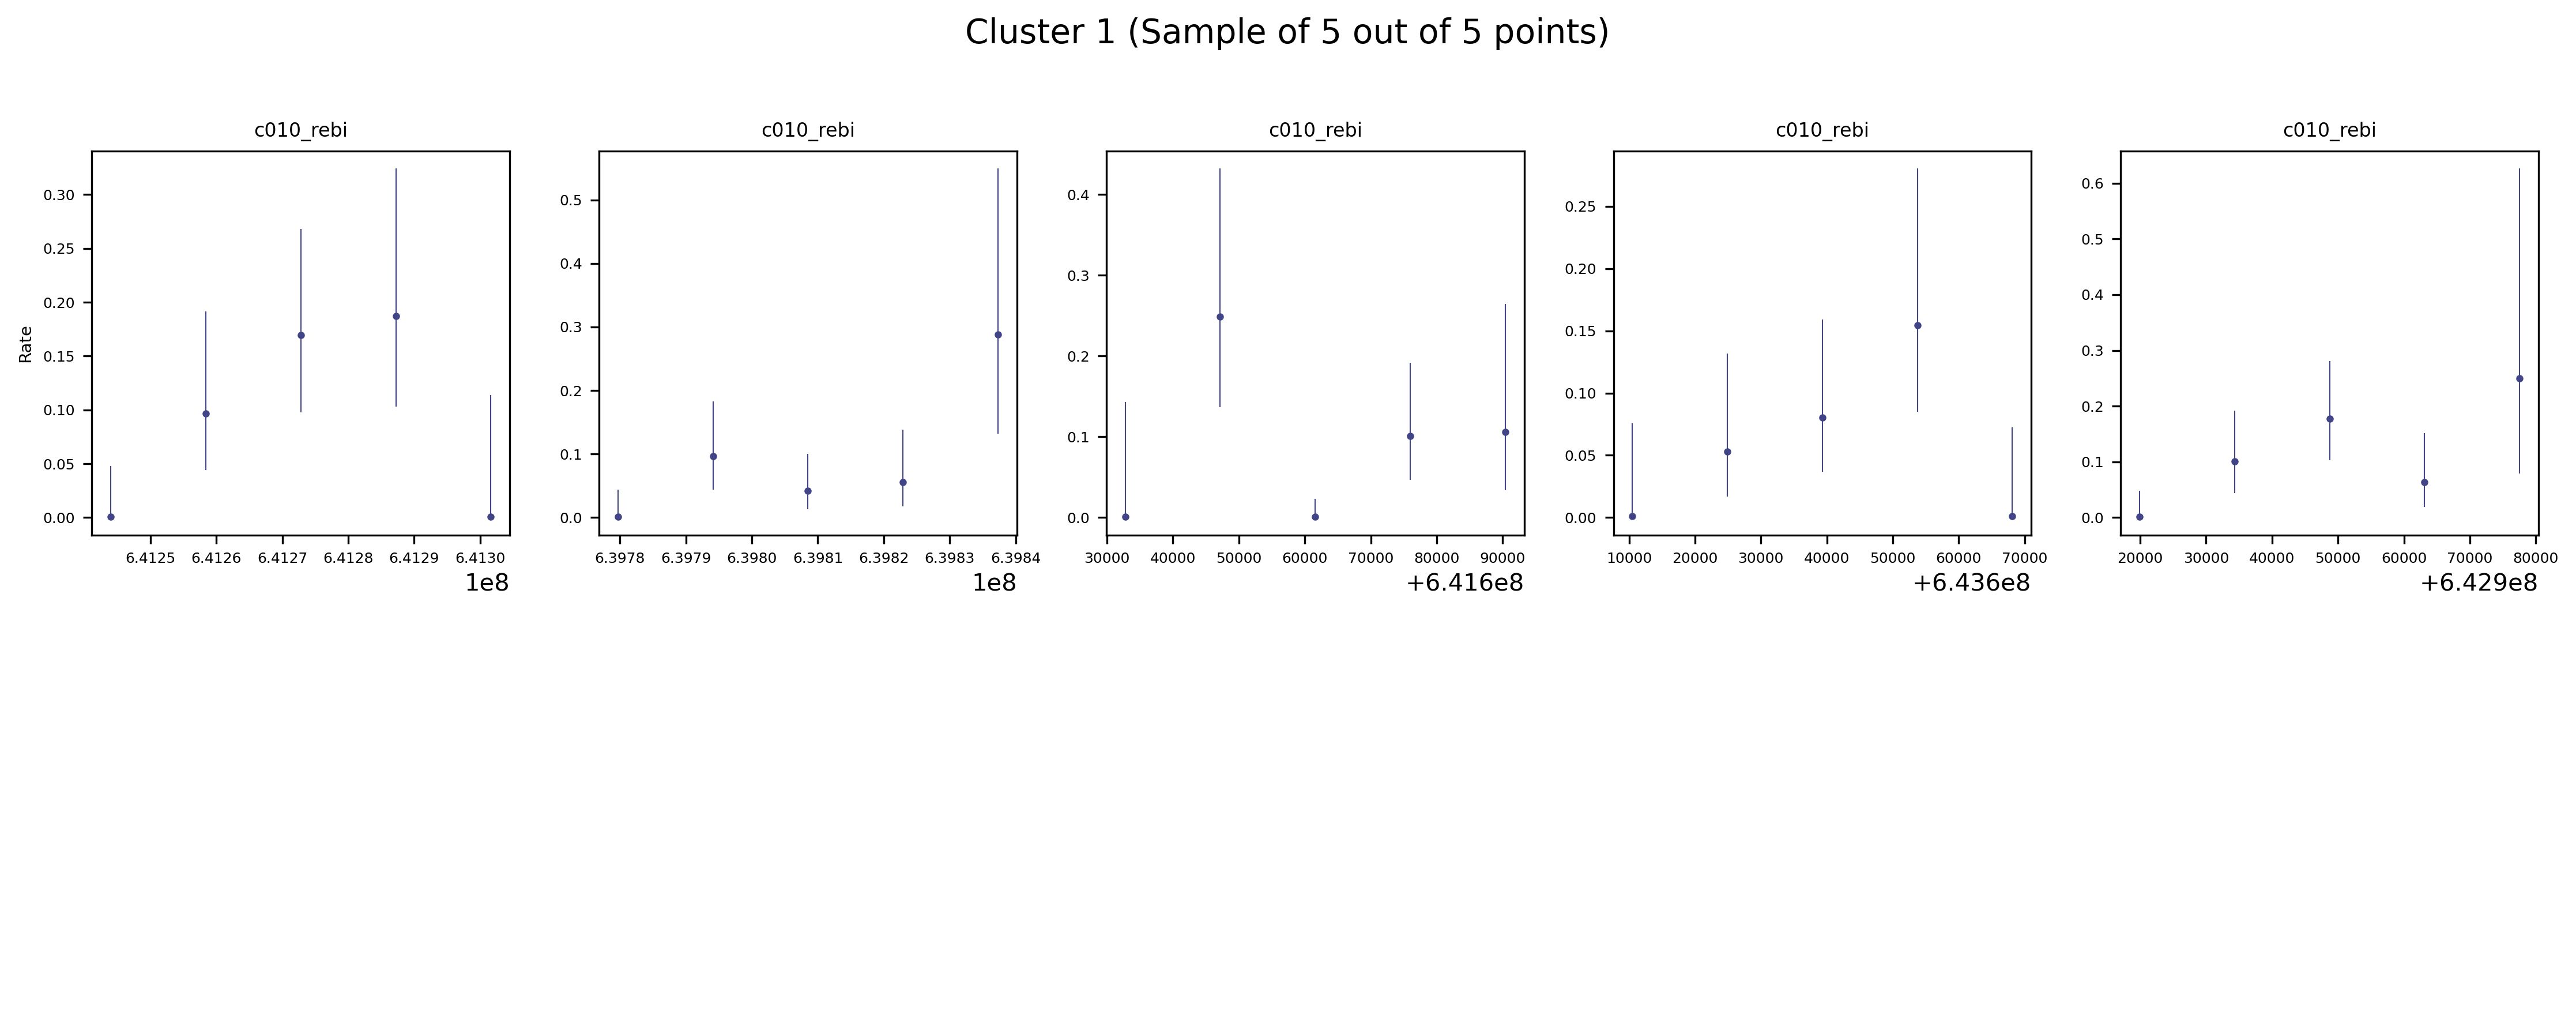 Cluster 1 (Sample of 5 out of 5 points)
c010_rebi c010_rebi c010_rebi c010_rebi c010_rebi
Rate
0.30
0.25
0.20
0.15
0.10
0.05
0.00
6.4125 6.4126 6.4127 6.4128 6.4129 6.4130
1e8
0.5
0.4
0.3
0.2
0.1
0.0
6.3978 6.3979 6.3980 6.3981 6.3982 6.3983 6.3984
1e8
0.4
0.3
0.2
0.1
0.0
30000 40000 50000 60000 70000 80000 90000
+6.416e8
0.25
0.20
0.15
0.10
0.05
0.00
10000 20000 30000 40000 50000 60000 70000
+6.436e8
0.6
0.5
0.4
0.3
0.2
0.1
0.0
20000 30000 40000 50000 60000 70000 80000
+6.429e8